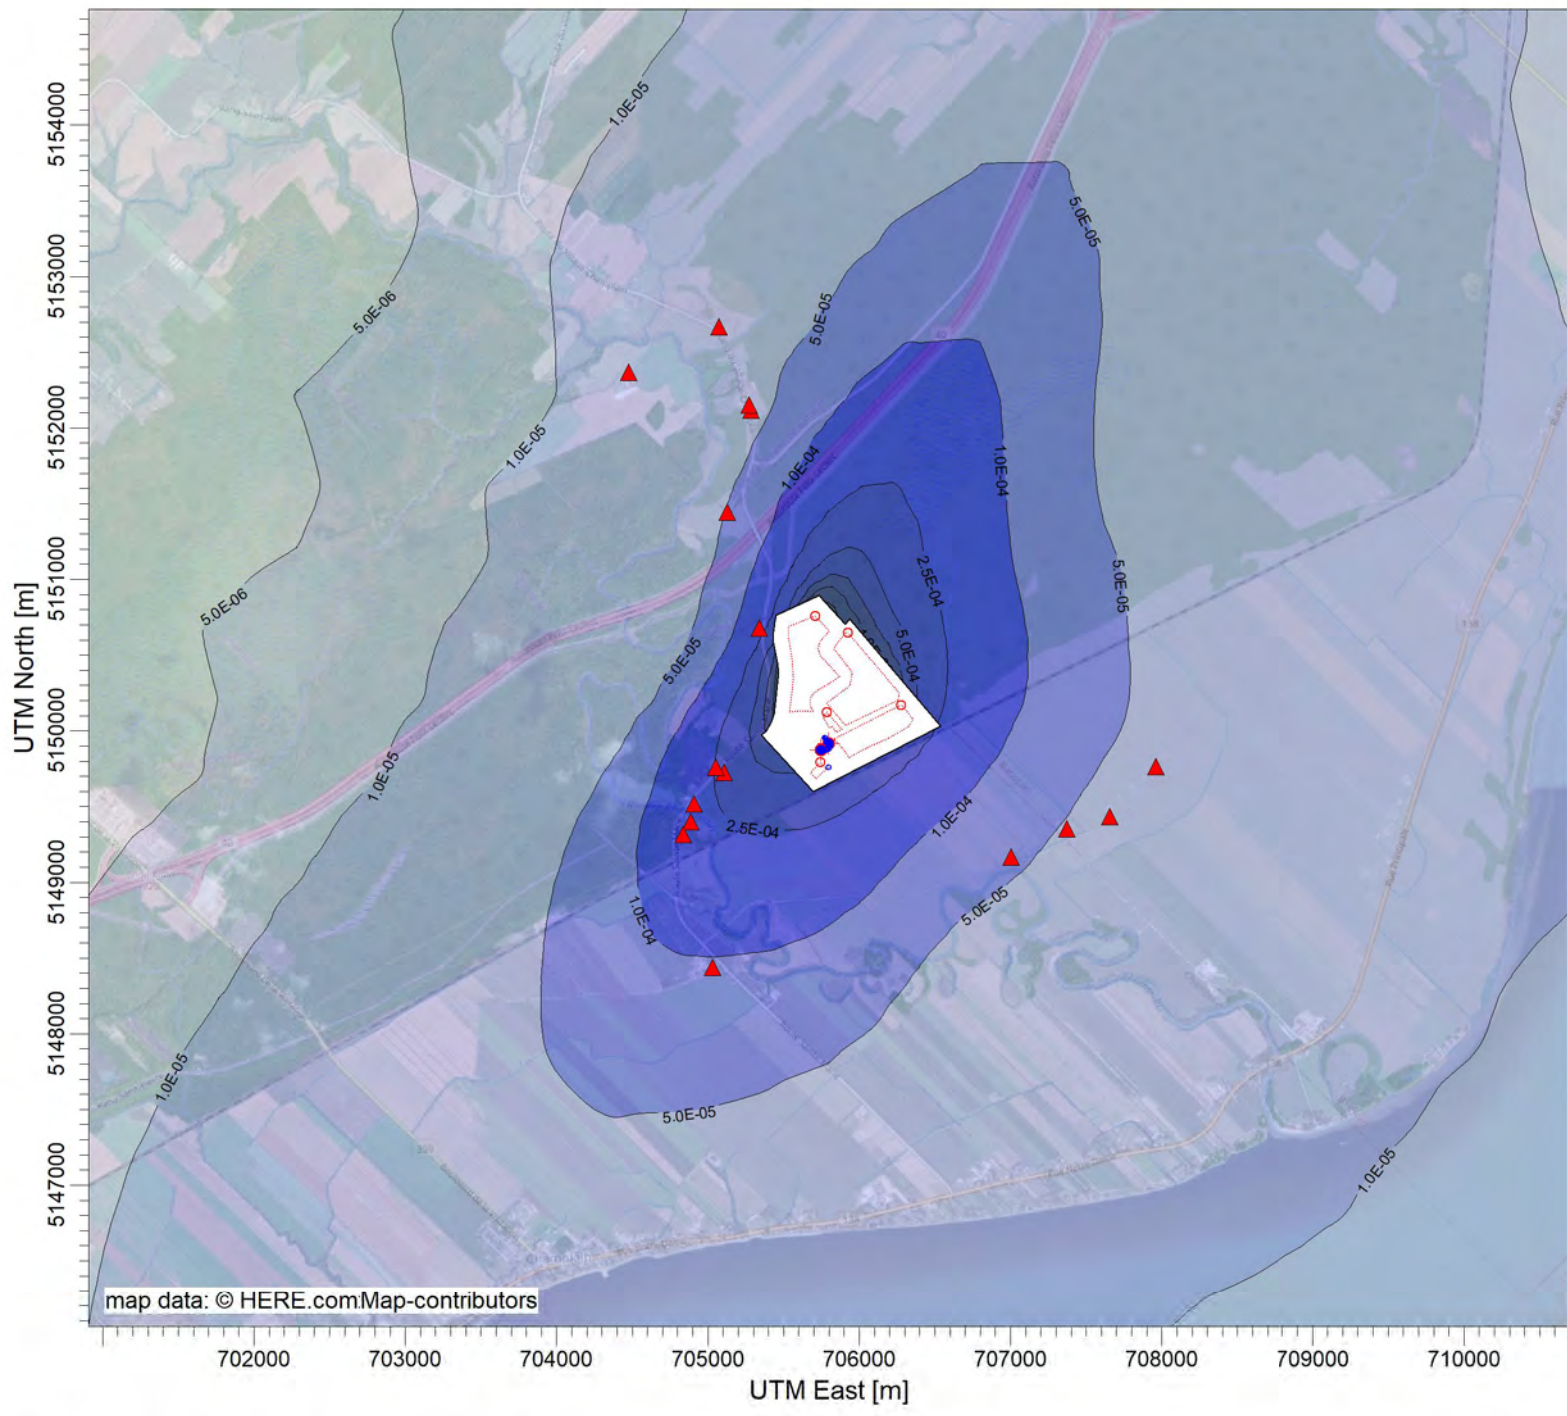 5154000
5153000
5152000
5151000
5150000
5149000
5148000
5147000
UTM North [m]
1.0E-05
5.0E-05
5.0E-06
5.0E-05
40
1.0E-05
1.0E-04
1.0E-04
2.5E-04
5.0E-05
5.0E-06
5.0E-04
5.0E-05
138
1.0E-05
2.5E-04
1.0E-04
5.0E-05
1.0E-04
1.0E-05
5.0E-05
1.0E-05
map data: © HERE.com:Map-contributors
702000 703000 704000 705000 706000 707000 708000 709000 710000
UTM East [m]